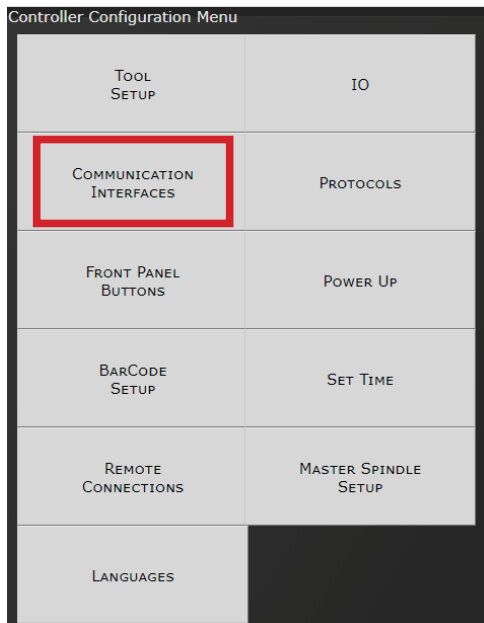 Controller Configuration Menu
Tool
Setup
IO
Communication
Interfaces
Protocols
Front Panel
Buttons
Power Up
BarCode
Setup
Set Time
Remote
Connections
Master Spindle
Setup
Languages